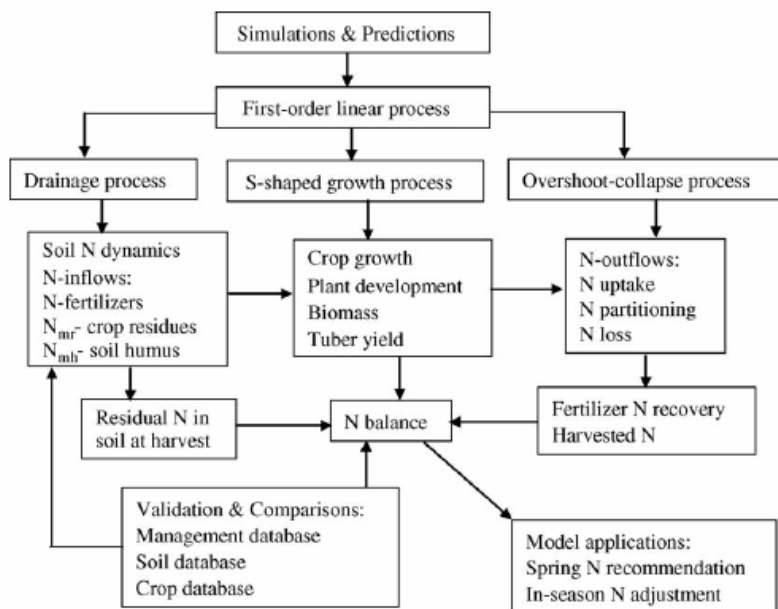 Simulations & Predictions
First-order linear process
Drainage process
S-shaped growth process
Overshoot-collapse process
Soil N dynamics
N-inflows:
N-fertilizers
Nmr- crop residues
Nmh- soil humus
Crop growth
Plant development
Biomass
Tuber yield
N-outflows:
N uptake
N partitioning
N loss
Residual N in
soil at harvest
N balance
Fertilizer N recovery
Harvested N
Validation & Comparisons:
Management database
Soil database
Crop database
Model applications:
Spring N recommendation
In-season N adjustment